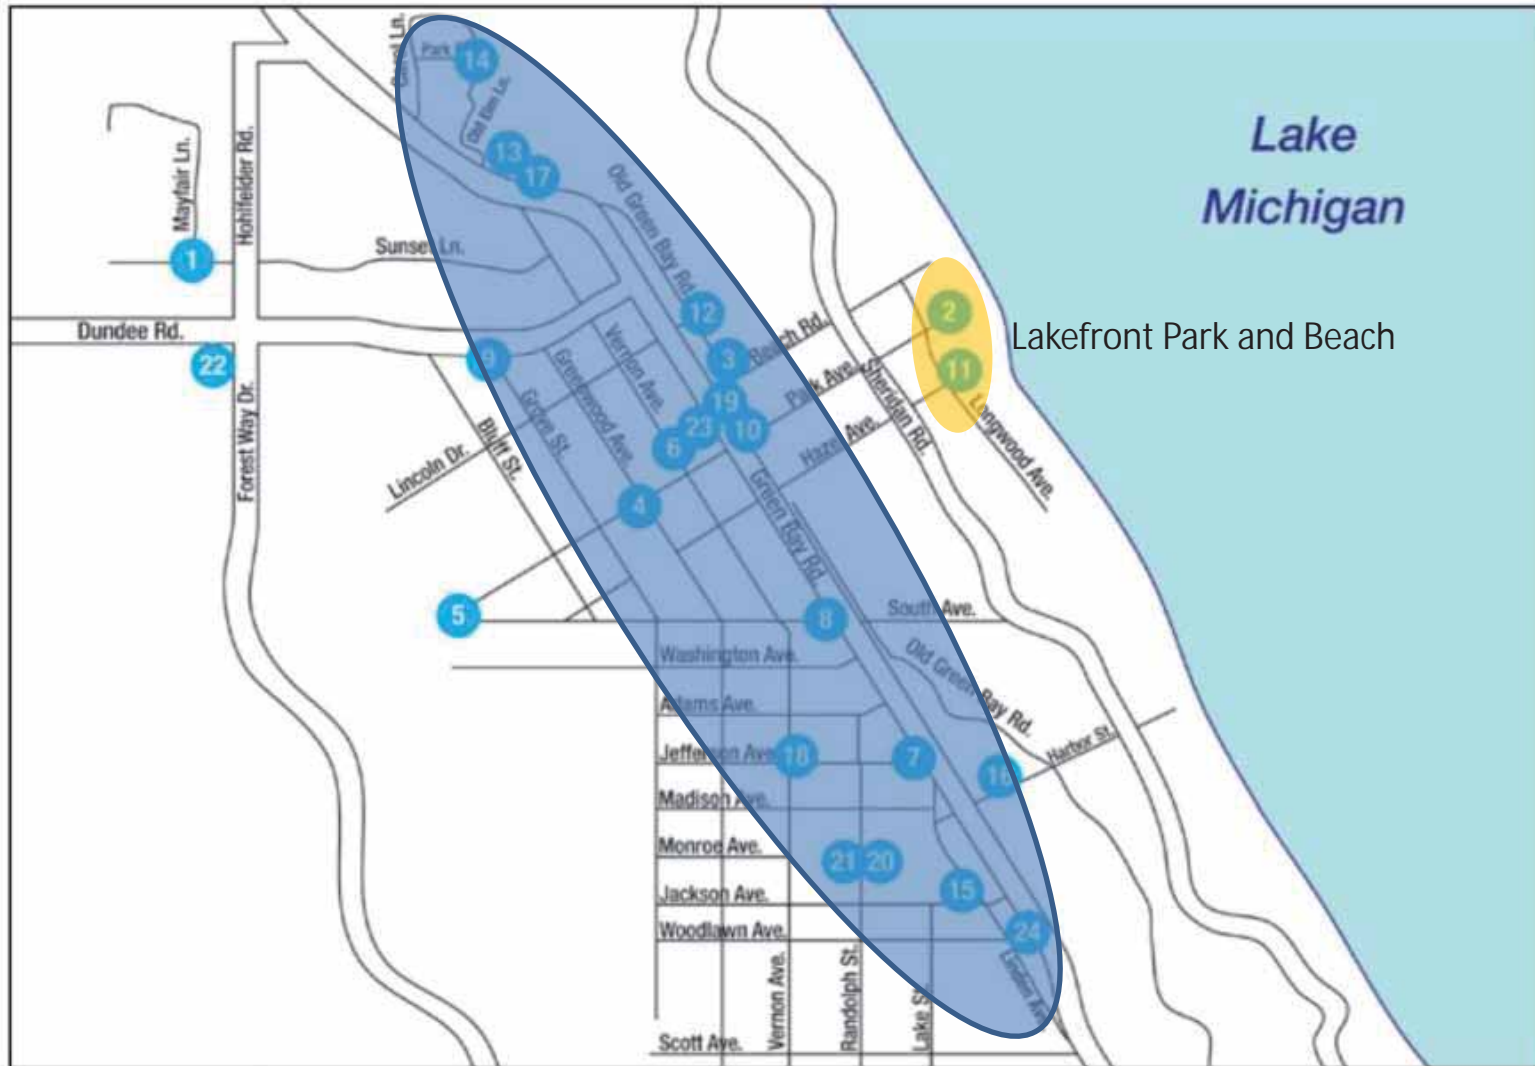 Lake
Michigan
Park
14
Old Elm Ln.
13
17
Mayfair Ln.
Hohlfelder Rd.
1
Sunset Ln.
Old Green Bay Rd.
12
2
Lakefront Park and Beach
Dundee Rd.
22
9
3
Beach Rd.
11
Vernon Ave.
Greenwood Ave.
Grove St.
Park Ave.
Sheridan Rd.
Longwood Ave.
19
23
10
6
Hazel Ave.
Bluff St.
Lincoln Dr.
Forest Way Dr.
4
Green Bay Rd.
5
8
South Ave.
Washington Ave.
Old Green Bay Rd.
Adams Ave.
Harbor St.
Jefferson Ave.
18
7
16
Madison Ave.
Monroe Ave.
21
20
Jackson Ave.
15
Woodlawn Ave.
24
Linden Ave.
Vernon Ave.
Randolph St.
Lake St.
Scott Ave.